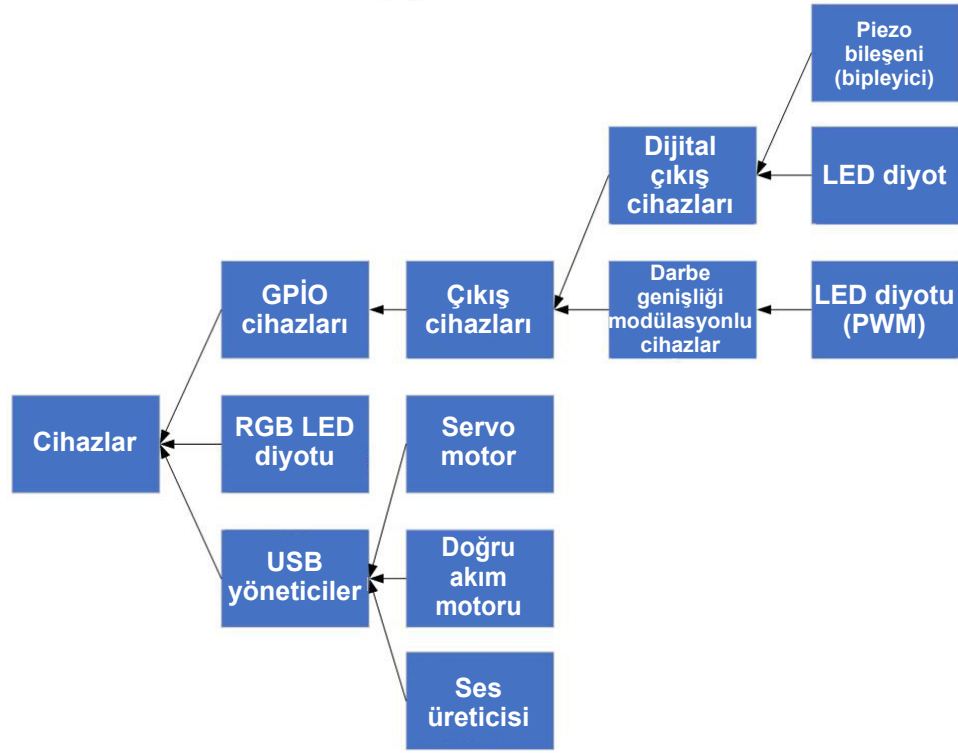 Piezo
bileşeni
(bipleyici)
Dijital
çıkış
cihazları
LED diyot
GPİO
cihazları
Çıkış
cihazları
Darbe
genişliği
modülasyonlu
cihazlar
LED diyotu
(PWM)
Cihazlar
RGB LED
diyotu
Servo
motor
USB
yöneticiler
Doğru
akım
motoru
Ses
üreticisi